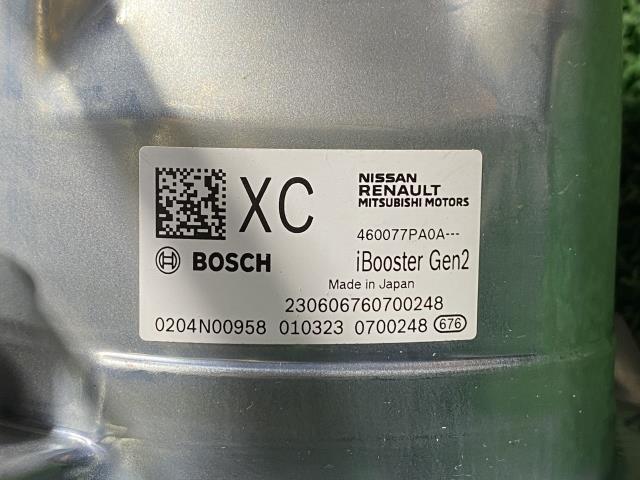 XC
NISSAN
RENAULT
MITSUBISHI MOTORS
460077PA0A---
BOSCH
iBooster Gen2
Made in Japan
230606760700248
0204N00958 010323 0700248 676